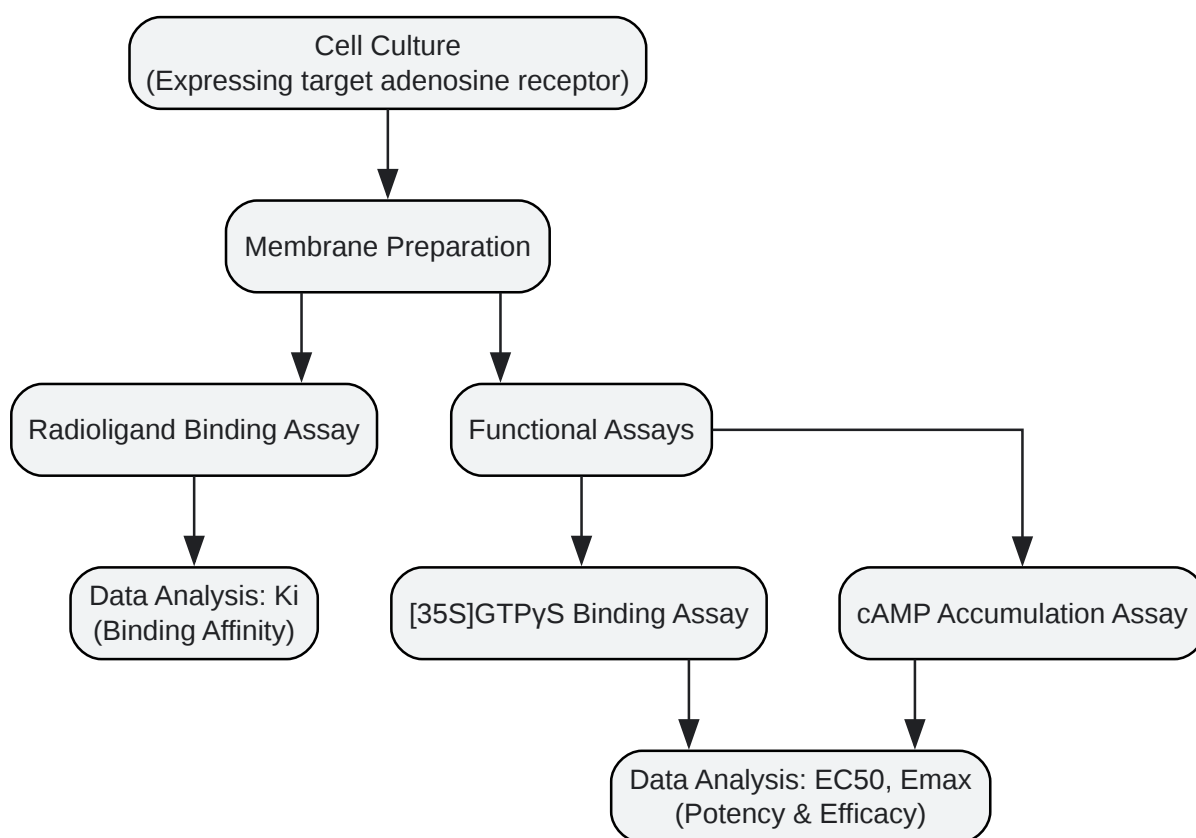 Cell Culture
(Expressing target adenosine receptor)
Membrane Preparation
Radioligand Binding Assay
Functional Assays
Data Analysis: Ki
(Binding Affinity)
[35S]GTPγS Binding Assay
cAMP Accumulation Assay
Data Analysis: EC50, Emax
(Potency & Efficacy)